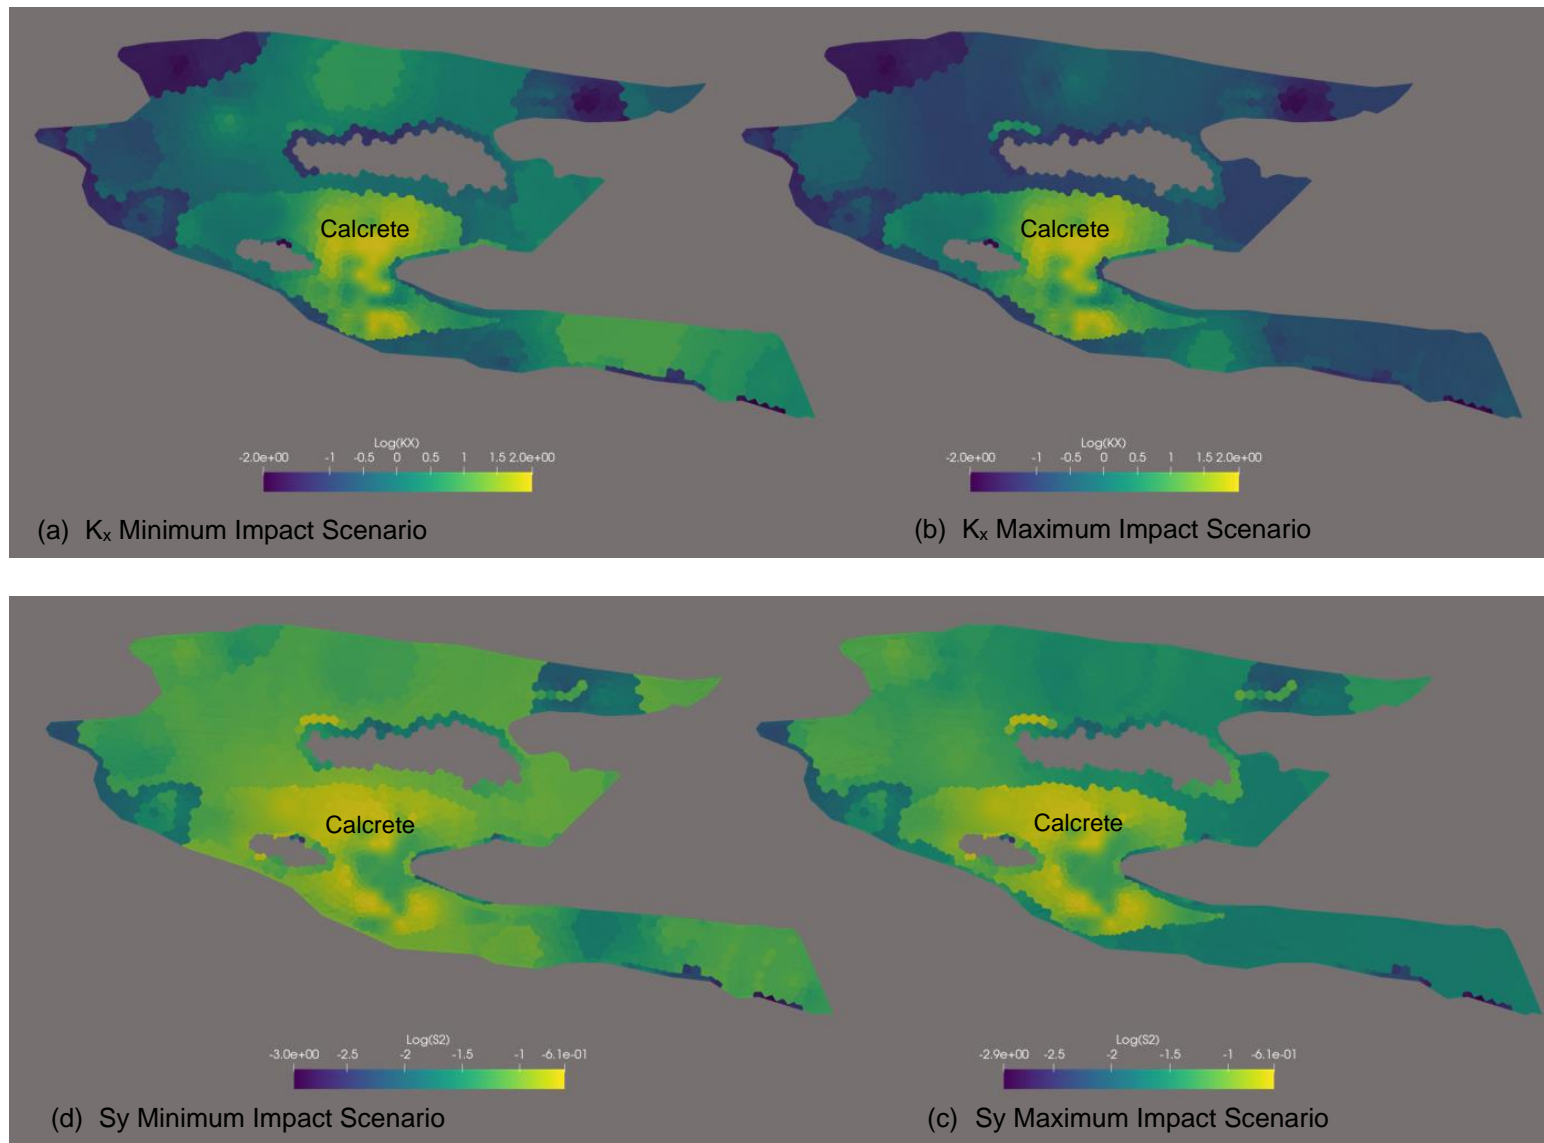 Calcrete
Calcrete
Log(KX)
-2.0e+00 -1 -0.5 0 0.5 1 1.5 2.0e+00
Log(KX)
-2.0e+00 -1 -0.5 0 0.5 1 1.5 2.0e+00
(a) Kₓ Minimum Impact Scenario
(b) Kₓ Maximum Impact Scenario
Calcrete
Calcrete
Log(S2)
-3.0e+00 -2.5 -2 -1.5 -1 -6.1e-01
Log(S2)
-2.9e+00 -2.5 -2 -1.5 -1 -6.1e-01
(d) Sy Minimum Impact Scenario
(c) Sy Maximum Impact Scenario